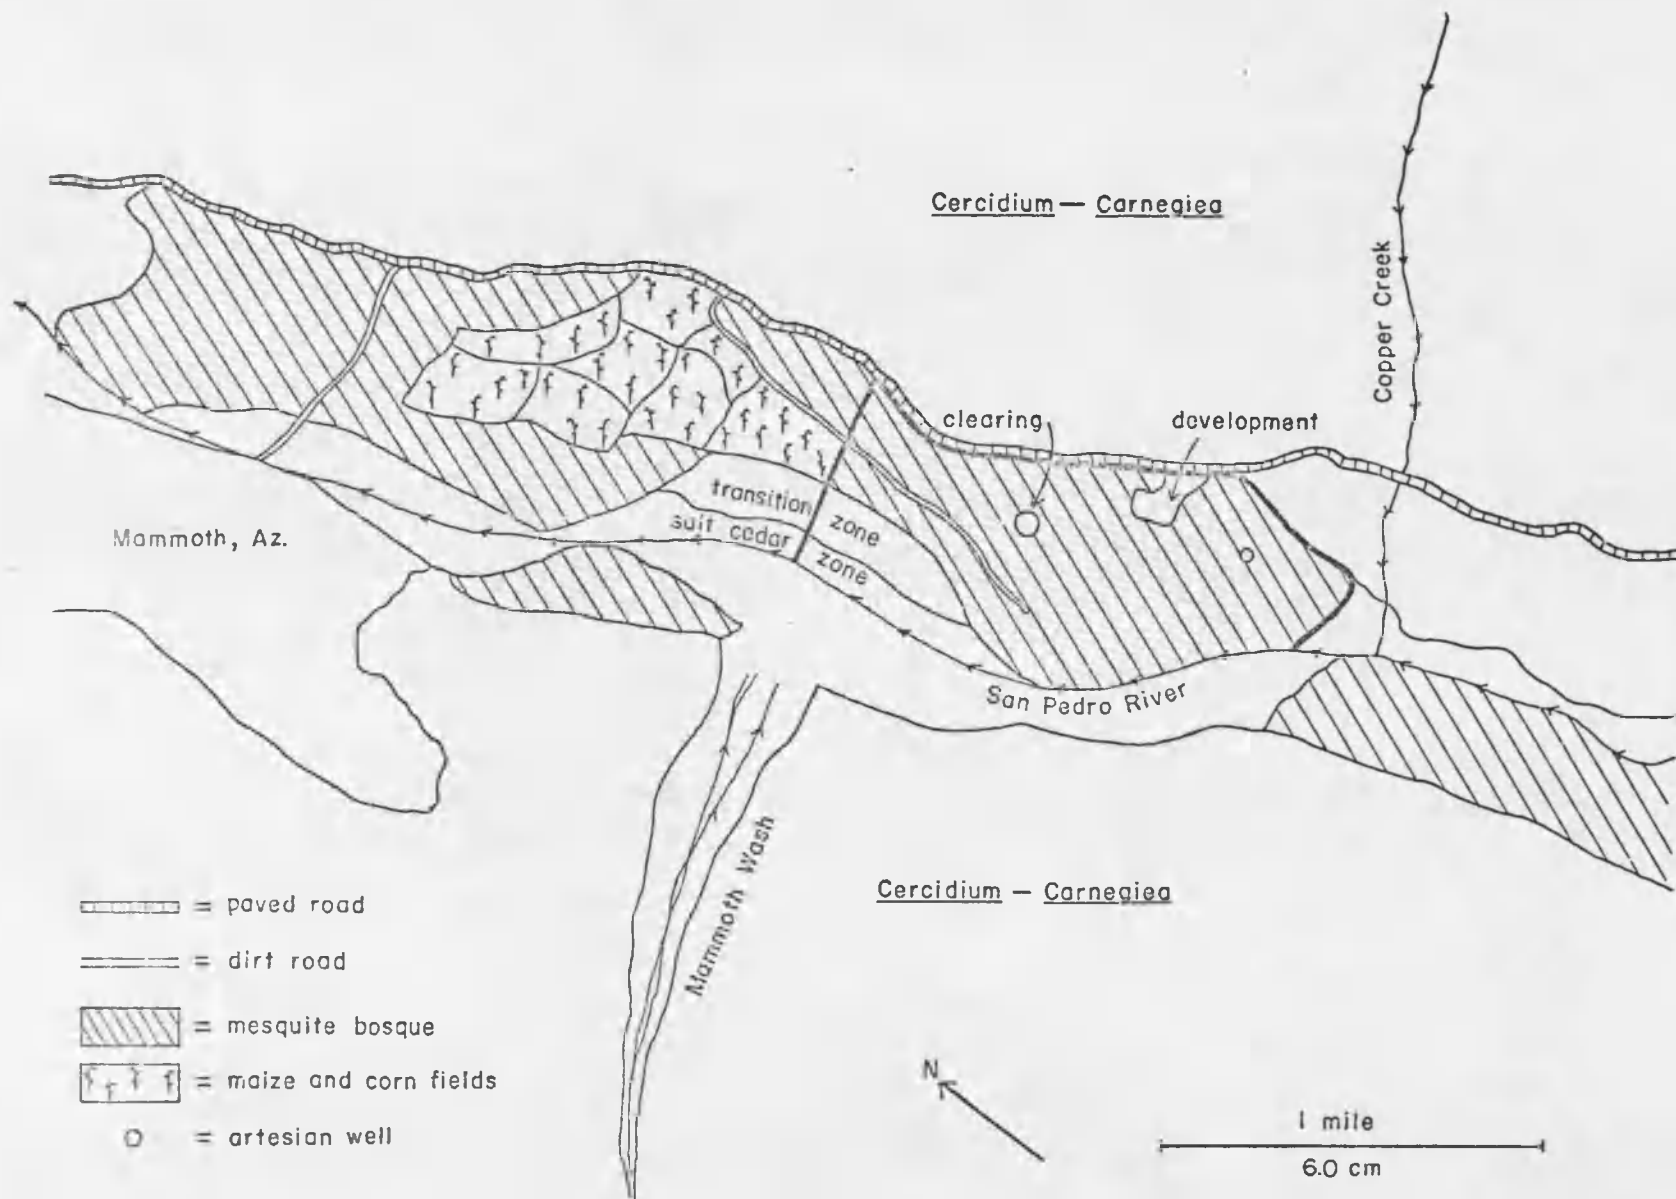 Cercidium — Carnegiea
Copper Creek
clearing
development
transition
zone
salt cedar
zone
Mammoth, Az.
San Pedro River
Mammoth Wash
Cercidium — Carnegiea
= paved road
= dirt road
= mesquite bosque
= maize and corn fields
= artesian well
N
1 mile
6.0 cm